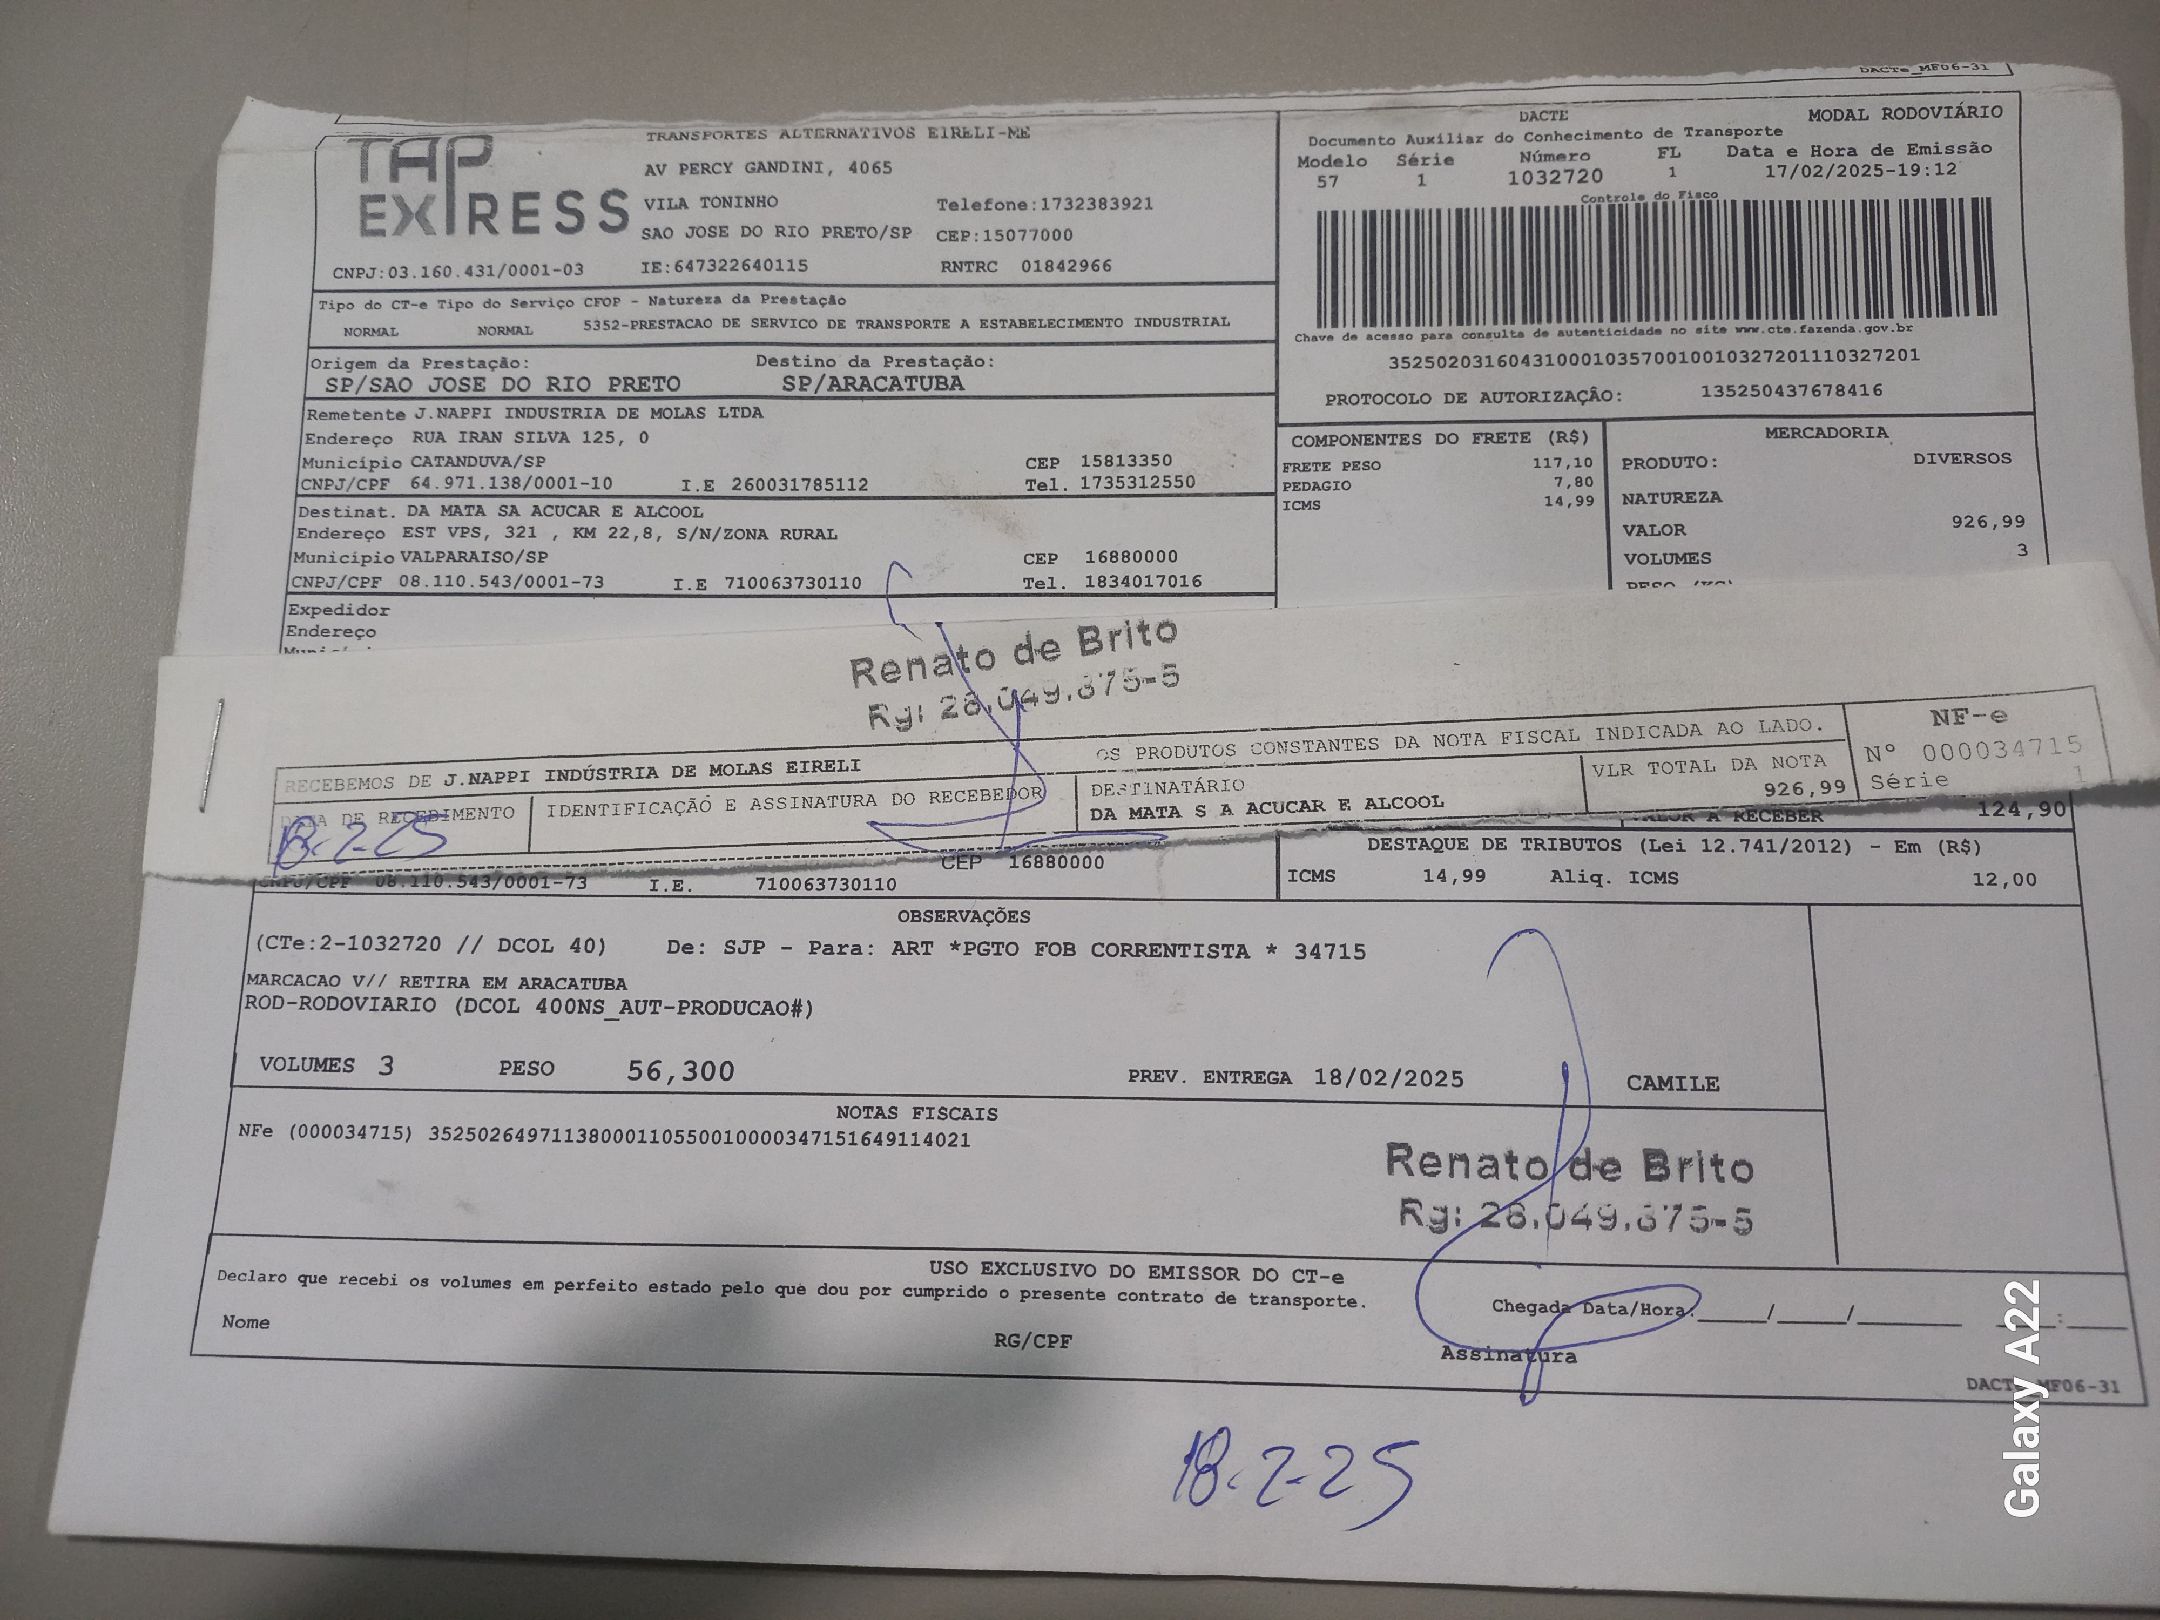 DACTe_MF06-31
TAP EXPRESS
TRANSPORTES ALTERNATIVOS EIRELI-ME
AV PERCY GANDINI, 4065
VILA TONINHO Telefone:1732383921
SAO JOSE DO RIO PRETO/SP CEP:15077000
CNPJ:03.160.431/0001-03 IE:647322640115 RNTRC 01842966
DACTE MODAL RODOVIÁRIO
Documento Auxiliar do Conhecimento de Transporte
Modelo Série Número FL Data e Hora de Emissão
57 1 1032720 1 17/02/2025-19:12
Controle do Fisco
Chave de acesso para consulta de autenticidade no site www.cte.fazenda.gov.br
35250203160431000103570010010327201110327201
PROTOCOLO DE AUTORIZAÇÂO: 135250437678416
Tipo do CT-e Tipo do Serviço CFOP - Natureza da Prestação
NORMAL NORMAL 5352-PRESTACAO DE SERVICO DE TRANSPORTE A ESTABELECIMENTO INDUSTRIAL
Origem da Prestação: Destino da Prestação:
SP/SAO JOSE DO RIO PRETO SP/ARACATUBA
Remetente J.NAPPI INDUSTRIA DE MOLAS LTDA
Endereço RUA IRAN SILVA 125, 0
Município CATANDUVA/SP CEP 15813350
CNPJ/CPF 64.971.138/0001-10 I.E 260031785112 Tel. 1735312550
Destinat. DA MATA SA ACUCAR E ALCOOL
Endereço EST VPS, 321 , KM 22,8, S/N/ZONA RURAL
Município VALPARAISO/SP CEP 16880000
CNPJ/CPF 08.110.543/0001-73 I.E 710063730110 Tel. 1834017016
Expedidor
Endereço
COMPONENTES DO FRETE (R$)
FRETE PESO 117,10
PEDAGIO 7,80
ICMS 14,99
MERCADORIA
PRODUTO: DIVERSOS
NATUREZA
VALOR 926,99
VOLUMES 3
Renato de Brito
Rg: 28.049.375-5
RECEBEMOS DE J.NAPPI INDÚSTRIA DE MOLAS EIRELI OS PRODUTOS CONSTANTES DA NOTA FISCAL INDICADA AO LADO.
DATA DE RECEBIMENTO IDENTIFICAÇÃO E ASSINATURA DO RECEBEDOR
18-2-25
DESTINATÁRIO
DA MATA S A ACUCAR E ALCOOL
VLR TOTAL DA NOTA
926,99
NF-e
Nº 000034715
Série 1
VALOR A RECEBER 124,90
CEP 16880000
CNPJ/CPF 08.110.543/0001-73 I.E. 710063730110
DESTAQUE DE TRIBUTOS (Lei 12.741/2012) - Em (R$)
ICMS 14,99 Aliq. ICMS 12,00
OBSERVAÇÕES
(CTe:2-1032720 // DCOL 40) De: SJP - Para: ART *PGTO FOB CORRENTISTA * 34715
MARCACAO V// RETIRA EM ARACATUBA
ROD-RODOVIARIO (DCOL 400NS_AUT-PRODUCAO#)
VOLUMES 3 PESO 56,300 PREV. ENTREGA 18/02/2025 CAMILE
NOTAS FISCAIS
NFe (000034715) 35250264971138000110550010000347151649114021
Renato de Brito
Rg: 28.049.375-5
USO EXCLUSIVO DO EMISSOR DO CT-e
Declaro que recebi os volumes em perfeito estado pelo que dou por cumprido o presente contrato de transporte.
Chegada Data/Hora:_____/_____/________ ____:_____
Nome RG/CPF Assinatura
DACTe_MF06-31
18-2-25
Galaxy A22